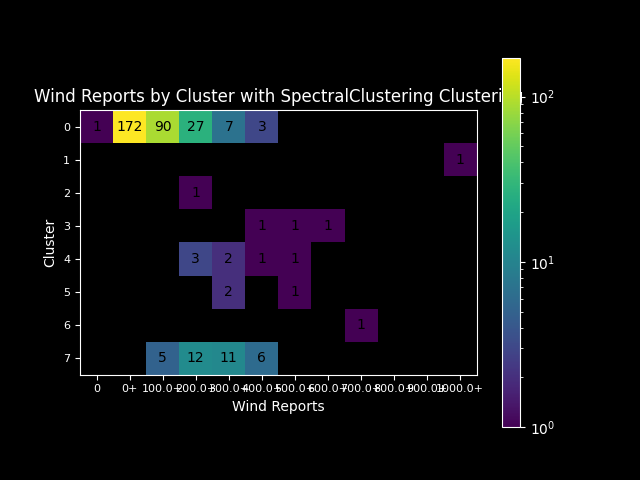 Wind Reports by Cluster with SpectralClustering Clusteri
0 1 172 90 27 7 3
1 1
2 1
3 1 1 1
4 3 2 1 1
5 2 1
6 1
7 5 12 11 6
0 0+ 100.0+ 200.0+ 300.0+ 400.0+ 500.0+ 600.0+ 700.0+ 800.0+ 900.0+ 1000.0+
Wind Reports
Cluster
10²
10¹
10⁰